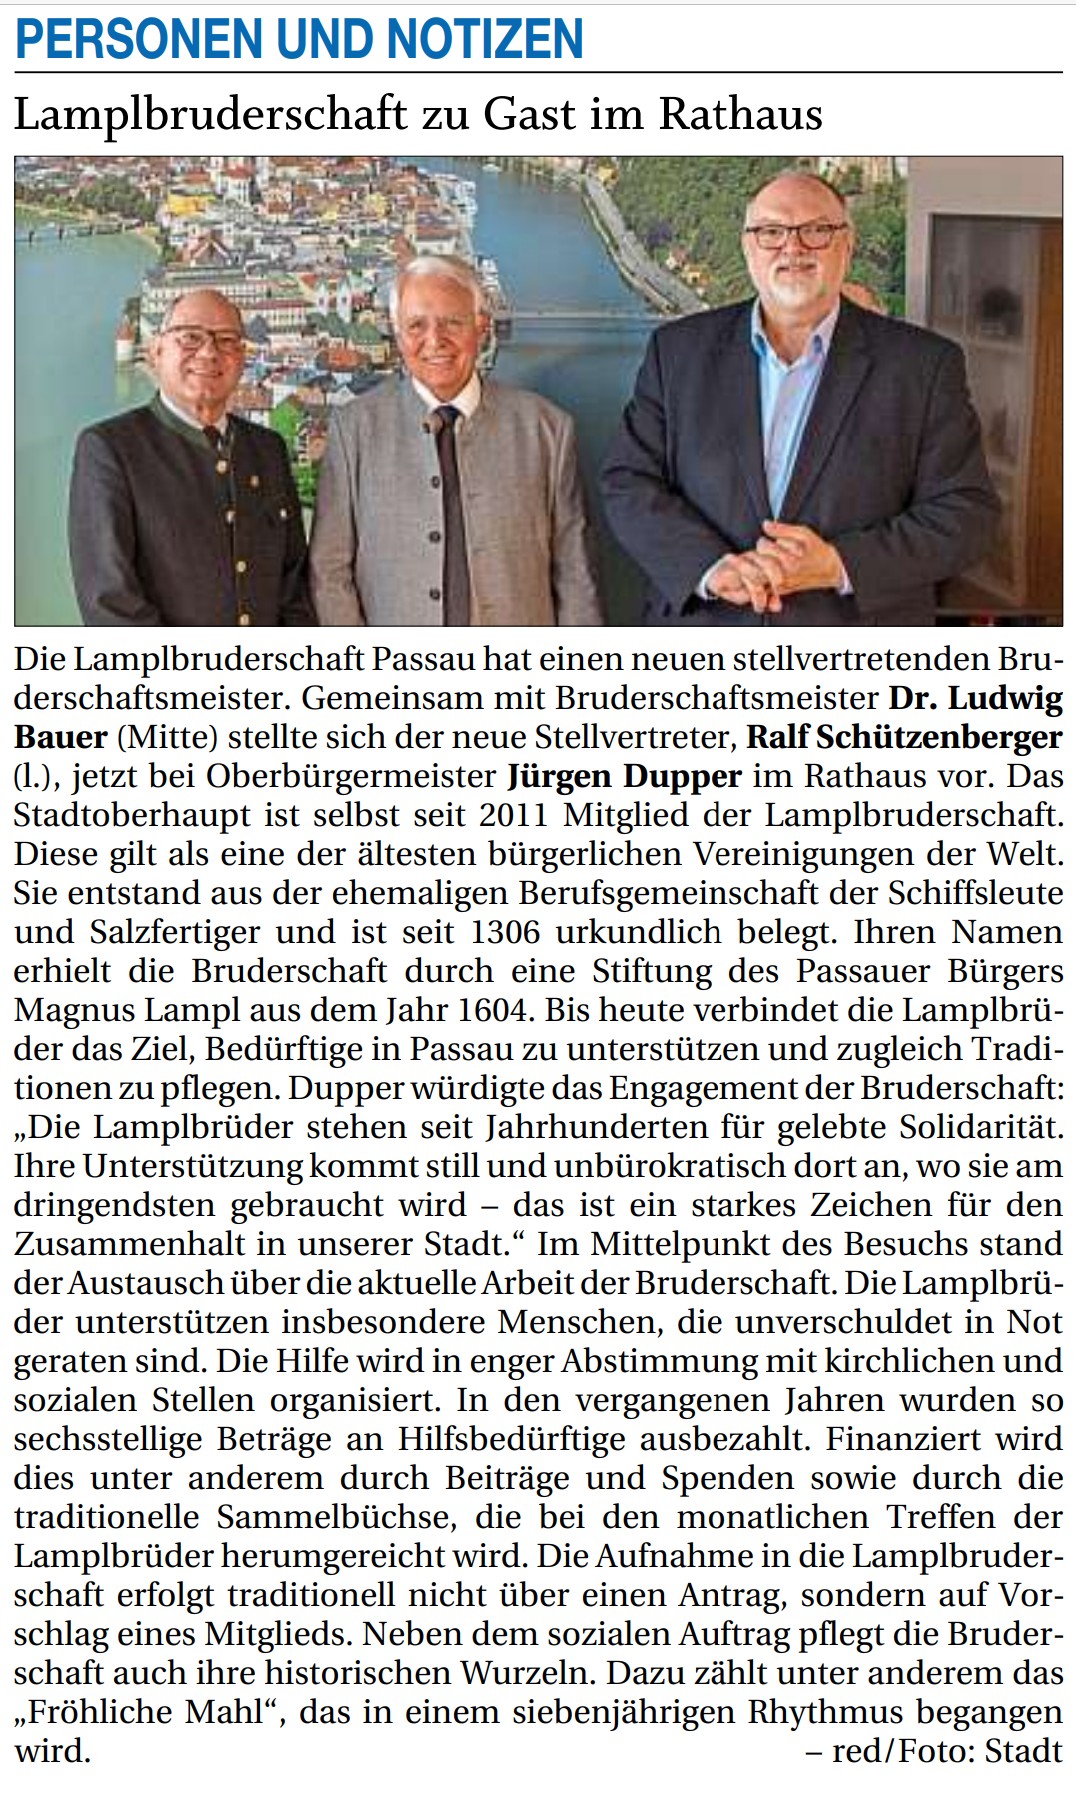 PERSONEN UND NOTIZEN
Lamplbruderschaft zu Gast im Rathaus
Die Lamplbruderschaft Passau hat einen neuen stellvertretenden Bru-
derschaftsmeister. Gemeinsam mit Bruderschaftsmeister Dr. Ludwig
Bauer (Mitte) stellte sich der neue Stellvertreter, Ralf Schützenberger
(l.), jetzt bei Oberbürgermeister Jürgen Dupper im Rathaus vor. Das
Stadtoberhaupt ist selbst seit 2011 Mitglied der Lamplbruderschaft.
Diese gilt als eine der ältesten bürgerlichen Vereinigungen der Welt.
Sie entstand aus der ehemaligen Berufsgemeinschaft der Schiffsleute
und Salzfertiger und ist seit 1306 urkundlich belegt. Ihren Namen
erhielt die Bruderschaft durch eine Stiftung des Passauer Bürgers
Magnus Lampl aus dem Jahr 1604. Bis heute verbindet die Lamplbrü-
der das Ziel, Bedürftige in Passau zu unterstützen und zugleich Tradi-
tionen zu pflegen. Dupper würdigte das Engagement der Bruderschaft:
„Die Lamplbrüder stehen seit Jahrhunderten für gelebte Solidarität.
Ihre Unterstützung kommt still und unbürokratisch dort an, wo sie am
dringendsten gebraucht wird – das ist ein starkes Zeichen für den
Zusammenhalt in unserer Stadt.“ Im Mittelpunkt des Besuchs stand
der Austausch über die aktuelle Arbeit der Bruderschaft. Die Lamplbrü-
der unterstützen insbesondere Menschen, die unverschuldet in Not
geraten sind. Die Hilfe wird in enger Abstimmung mit kirchlichen und
sozialen Stellen organisiert. In den vergangenen Jahren wurden so
sechsstellige Beträge an Hilfsbedürftige ausbezahlt. Finanziert wird
dies unter anderem durch Beiträge und Spenden sowie durch die
traditionelle Sammelbüchse, die bei den monatlichen Treffen der
Lamplbrüder herumgereicht wird. Die Aufnahme in die Lamplbruder-
schaft erfolgt traditionell nicht über einen Antrag, sondern auf Vor-
schlag eines Mitglieds. Neben dem sozialen Auftrag pflegt die Bruder-
schaft auch ihre historischen Wurzeln. Dazu zählt unter anderem das
„Fröhliche Mahl“, das in einem siebenjährigen Rhythmus begangen
wird. – red/Foto: Stadt